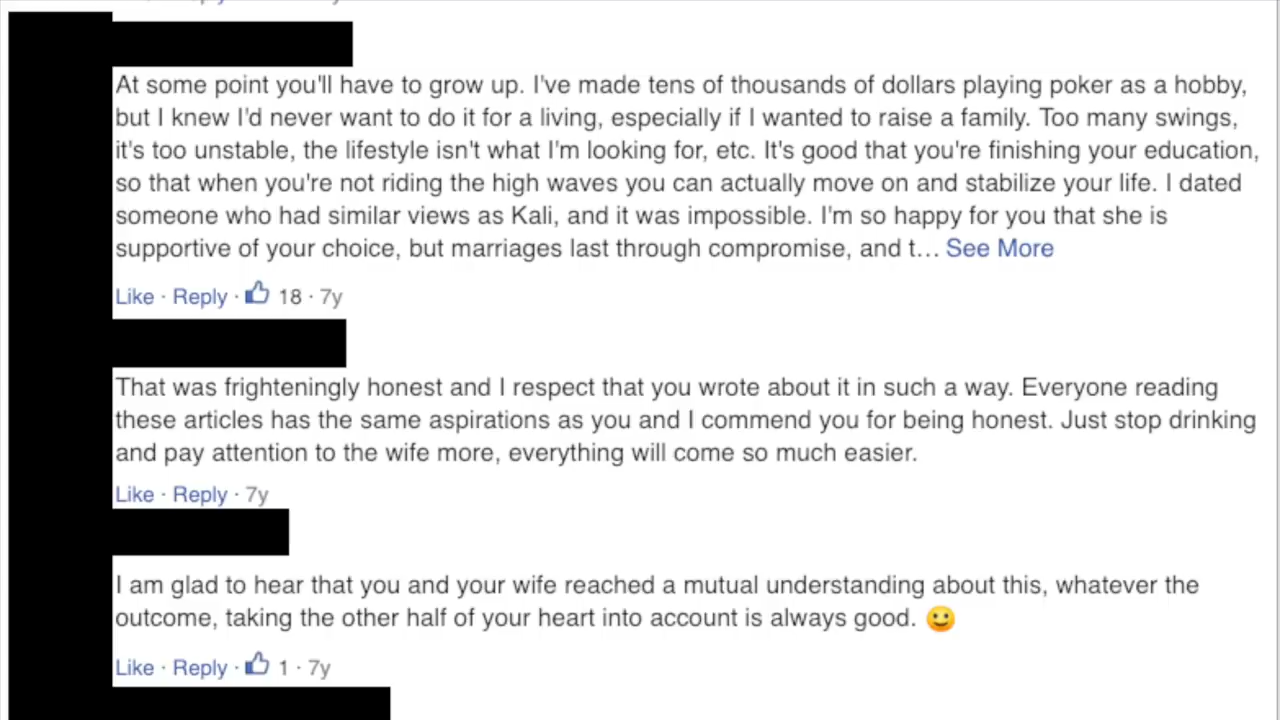 At some point you'll have to grow up. I've made tens of thousands of dollars playing poker as a hobby,
but I knew I'd never want to do it for a living, especially if I wanted to raise a family. Too many swings,
it's too unstable, the lifestyle isn't what I'm looking for, etc. It's good that you're finishing your education,
so that when you're not riding the high waves you can actually move on and stabilize your life. I dated
someone who had similar views as Kali, and it was impossible. I'm so happy for you that she is
supportive of your choice, but marriages last through compromise, and t... See More
Like · Reply · 18 · 7y
That was frighteningly honest and I respect that you wrote about it in such a way. Everyone reading
these articles has the same aspirations as you and I commend you for being honest. Just stop drinking
and pay attention to the wife more, everything will come so much easier.
Like · Reply · 7y
I am glad to hear that you and your wife reached a mutual understanding about this, whatever the
outcome, taking the other half of your heart into account is always good. 🙂
Like · Reply · 1 · 7y